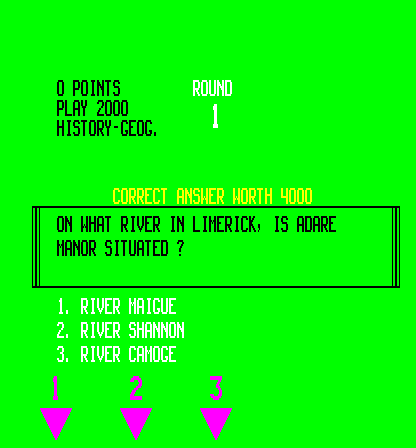 0 POINTS
ROUND
PLAY 2000
1
HISTORY-GEOG.
CORRECT ANSWER WORTH 4000
ON WHAT RIVER IN LIMERICK, IS ADARE
MANOR SITUATED ?
1. RIVER MAIGUE
2. RIVER SHANNON
3. RIVER CAMOGE
1 2 3